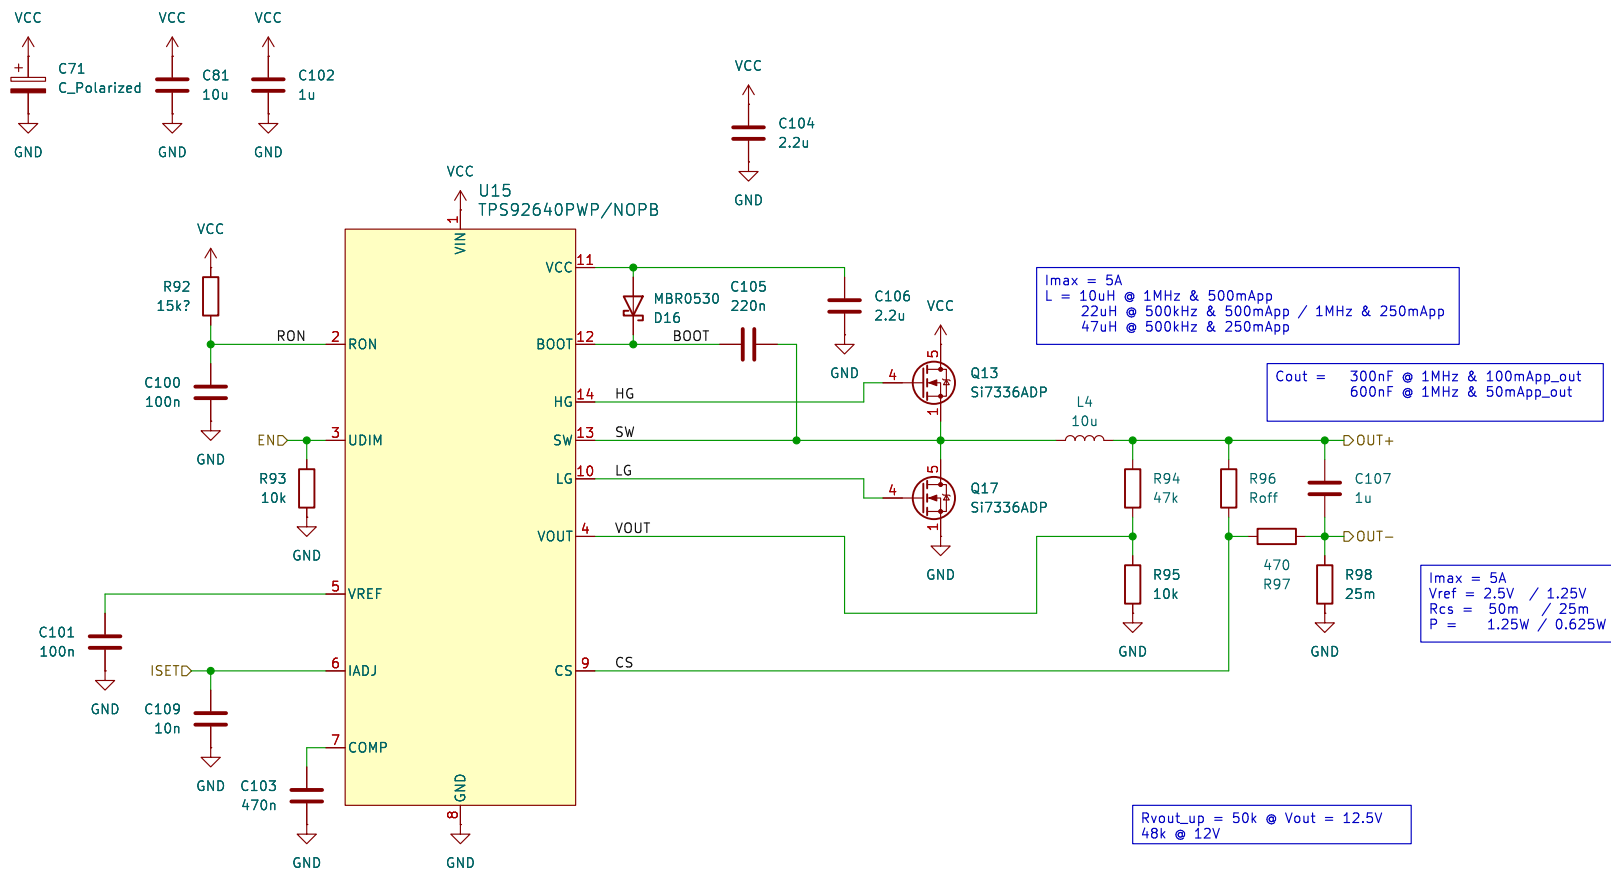 VCC
VCC
VCC
C71
C_Polarized
C81
10u
C102
1u
GND
GND
GND
VCC
C104
2.2u
GND
VCC
U15
TPS92640PWP/NOPB
1
VIN
VCC
R92
15k?
RON
2
RON
C100
100n
GND
EN
3
UDIM
R93
10k
GND
5
VREF
C101
100n
GND
ISET
6
IADJ
C109
10n
GND
7
COMP
C103
470n
GND
GND
8
GND
VCC
11
MBR0530
D16
C105
220n
C106
2.2u
GND
BOOT
12
BOOT
HG
14
HG
SW
13
SW
LG
10
LG
VOUT
4
VOUT
CS
9
CS
VCC
5
4
Q13
Si7336ADP
1
5
4
Q17
Si7336ADP
1
GND
L4
10u
R94
47k
R95
10k
GND
R96
Roff
470
R97
C107
1u
OUT+
OUT-
R98
25m
GND
Imax = 5A
L = 10uH @ 1MHz & 500mApp
22uH @ 500kHz & 500mApp / 1MHz & 250mApp
47uH @ 500kHz & 250mApp
Cout = 300nF @ 1MHz & 100mApp_out
600nF @ 1MHz & 50mApp_out
Imax = 5A
Vref = 2.5V / 1.25V
Rcs = 50m / 25m
P = 1.25W / 0.625W
Rvout_up = 50k @ Vout = 12.5V
48k @ 12V